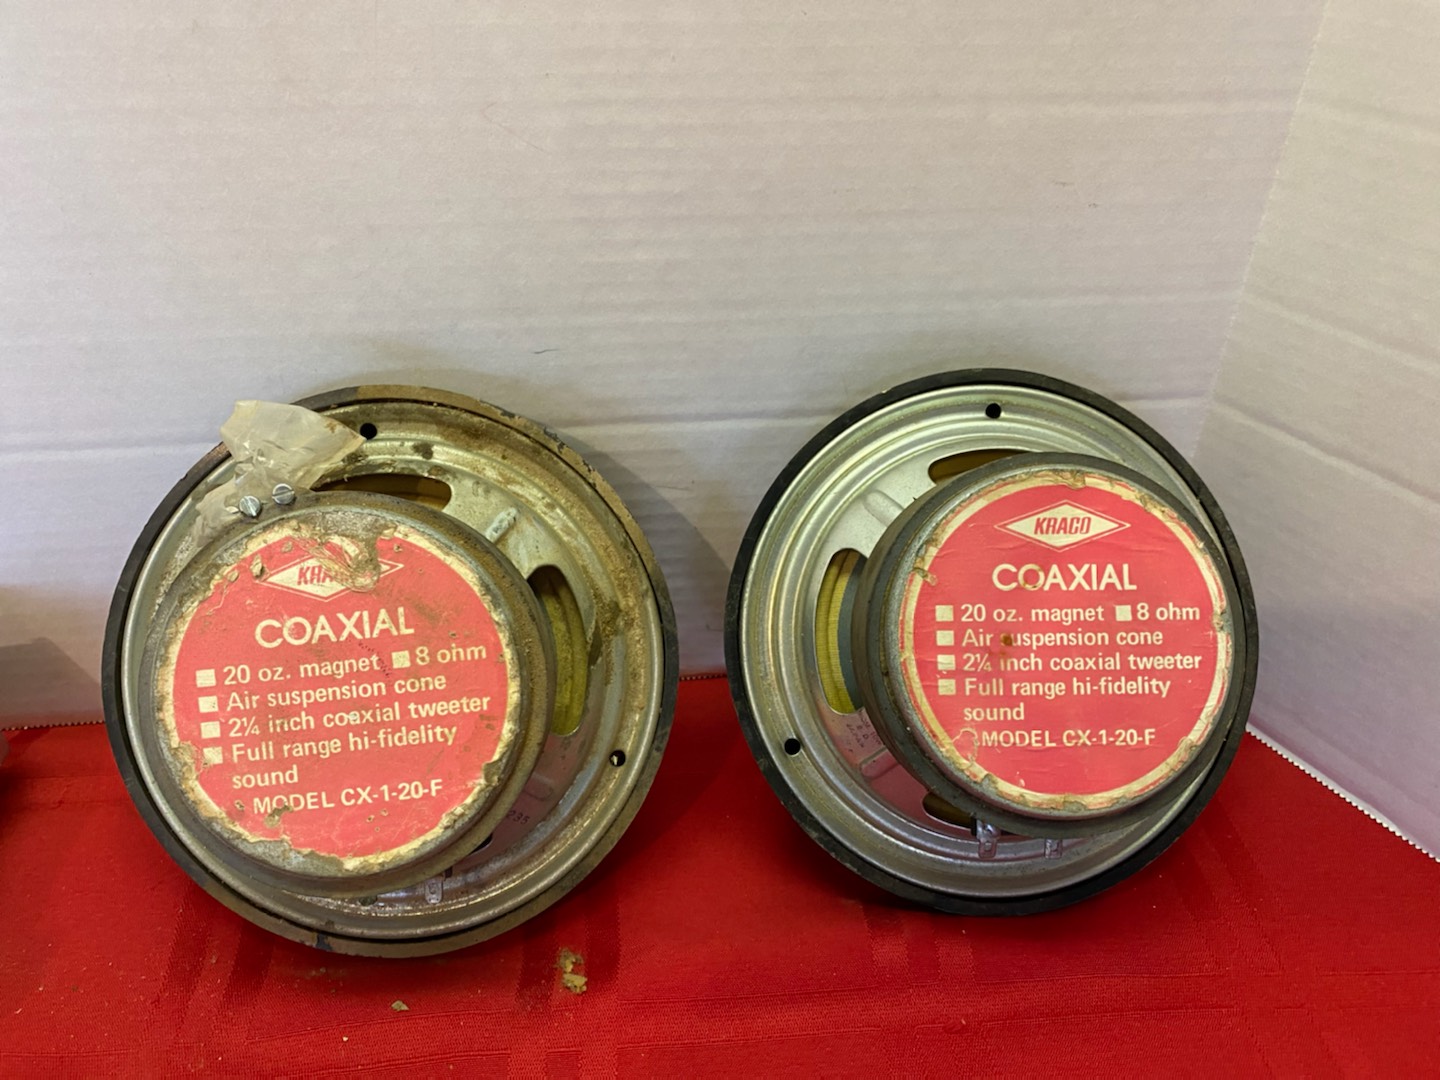 KRA
COAXIAL
20 oz. magnet 8 ohm
Air suspension cone
2¼ inch coaxial tweeter
Full range hi-fidelity
sound
MODEL CX-1-20-F
235
KRACO
COAXIAL
20 oz. magnet 8 ohm
Air suspension cone
2¼ inch coaxial tweeter
Full range hi-fidelity
sound
MODEL CX-1-20-F